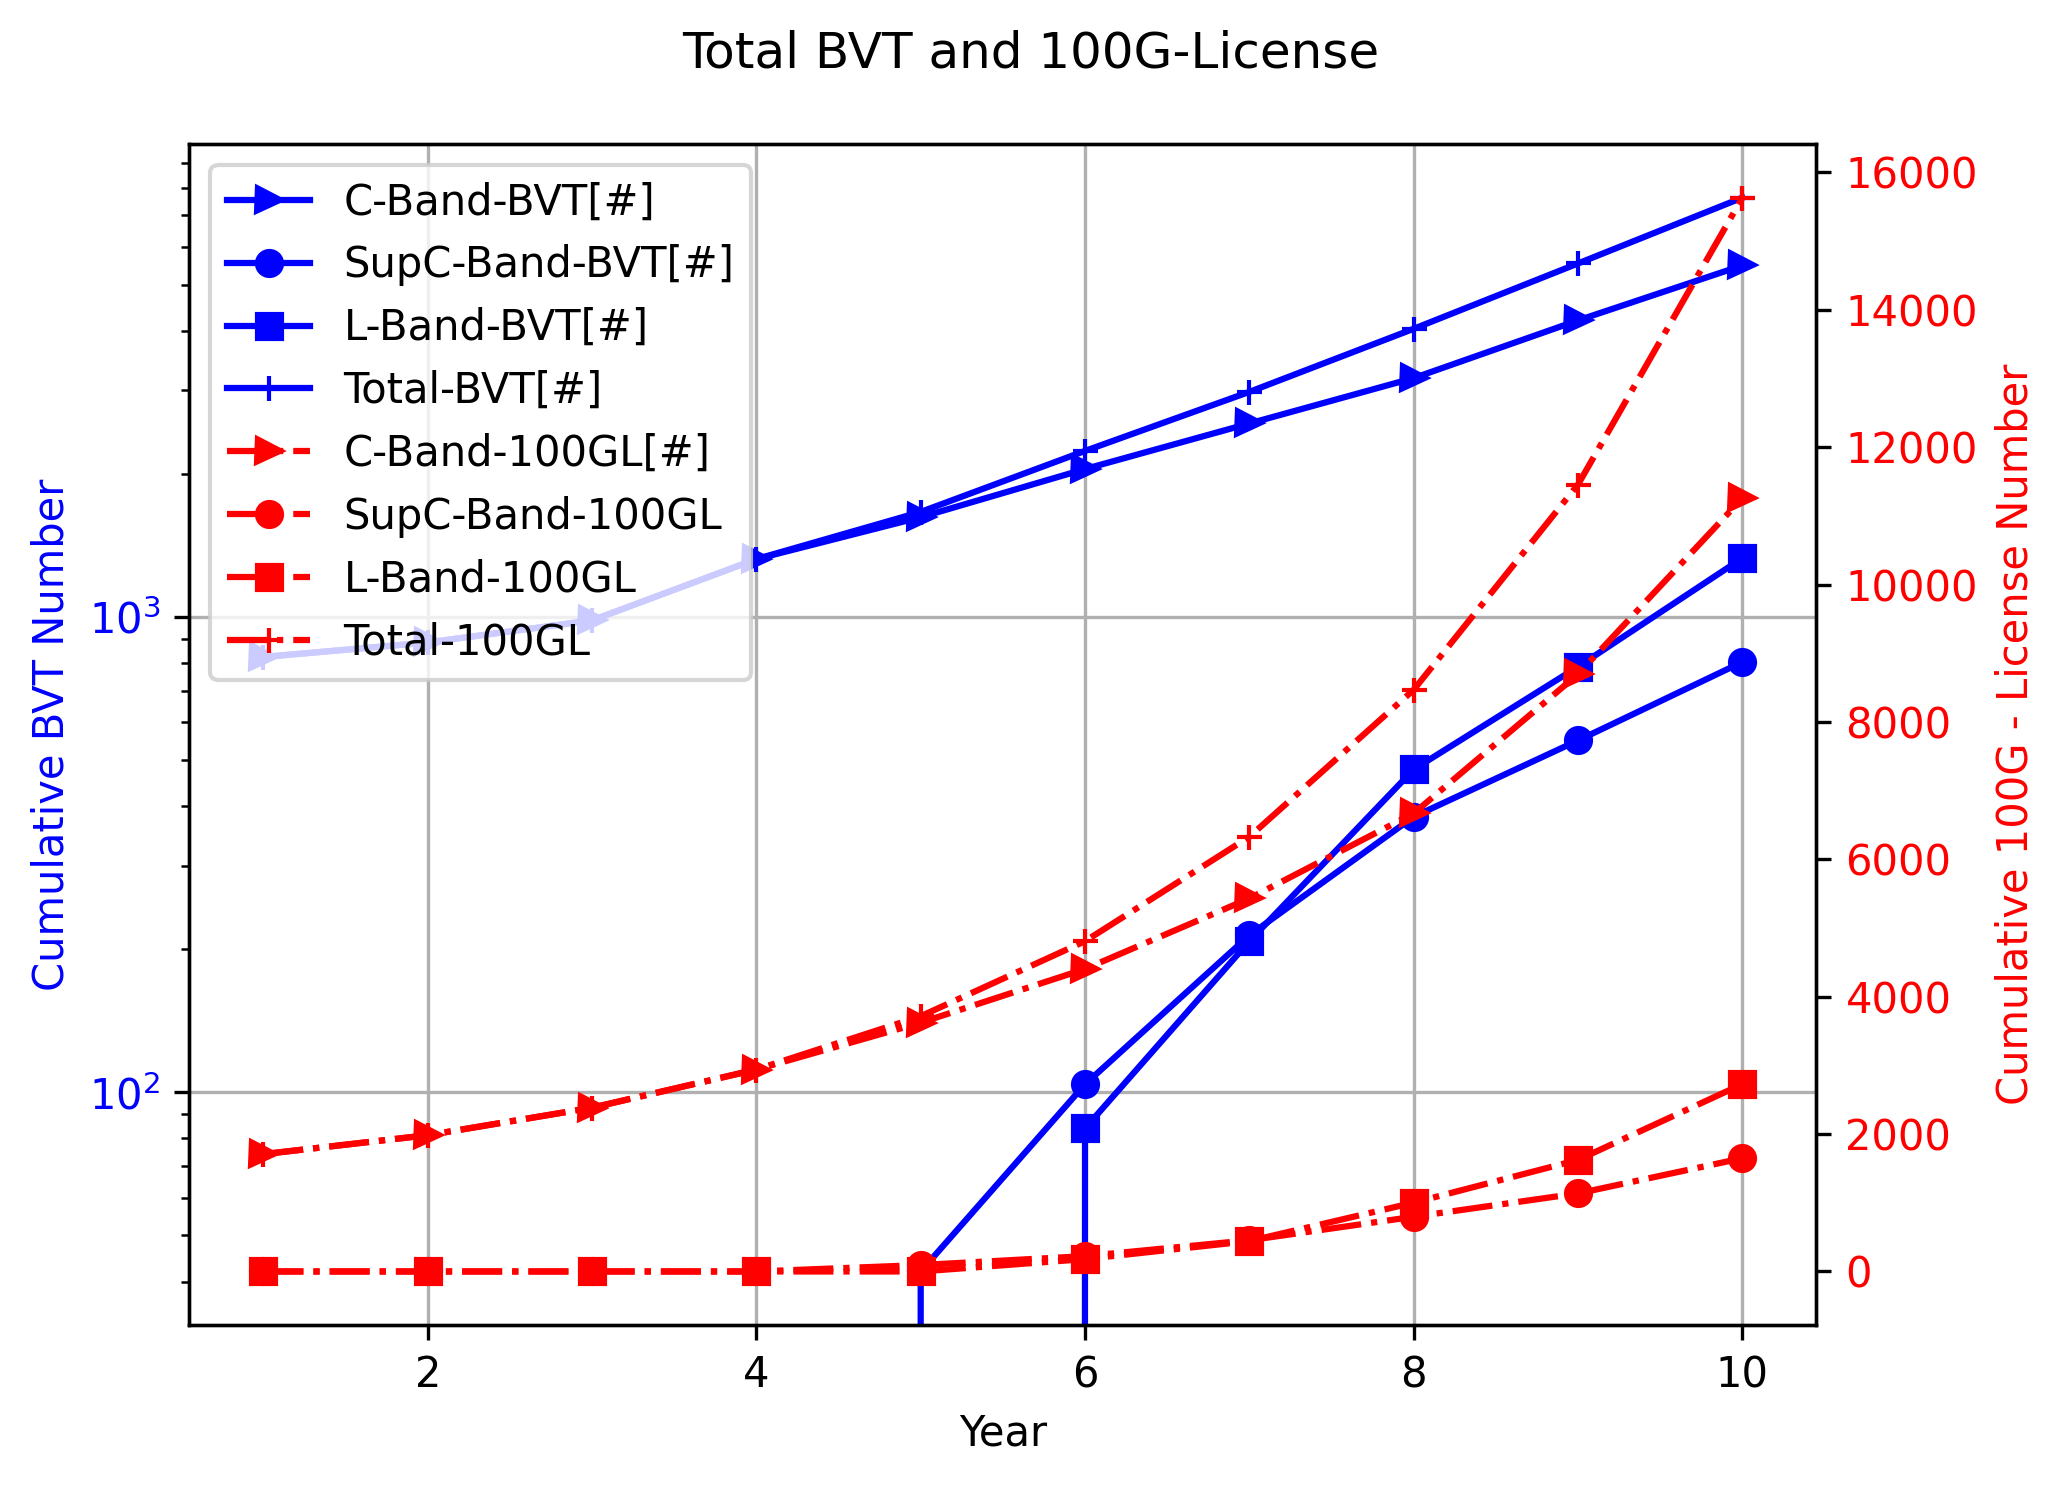 Total BVT and 100G-License
C-Band-BVT[#]
SupC-Band-BVT[#]
L-Band-BVT[#]
Total-BVT[#]
C-Band-100GL[#]
SupC-Band-100GL
L-Band-100GL
Total-100GL
Cumulative BVT Number
10³
10²
16000
14000
12000
10000
8000
6000
4000
2000
0
Cumulative 100G - License Number
2 4 6 8 10
Year